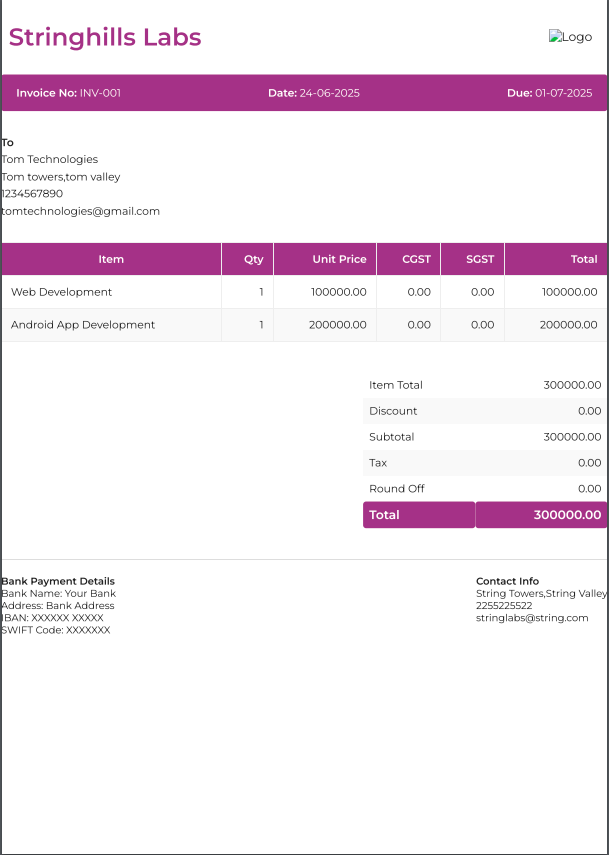 Stringhills Labs
Logo
Invoice No: INV-001 Date: 24-06-2025 Due: 01-07-2025
To
Tom Technologies
Tom towers,tom valley
1234567890
tomtechnologies@gmail.com
Item Qty Unit Price CGST SGST Total
Web Development 1 100000.00 0.00 0.00 100000.00
Android App Development 1 200000.00 0.00 0.00 200000.00
Item Total 300000.00
Discount 0.00
Subtotal 300000.00
Tax 0.00
Round Off 0.00
Total 300000.00
Bank Payment Details
Bank Name: Your Bank
Address: Bank Address
IBAN: XXXXXX XXXXX
SWIFT Code: XXXXXXX
Contact Info
String Towers,String Valley
2255225522
stringlabs@string.com